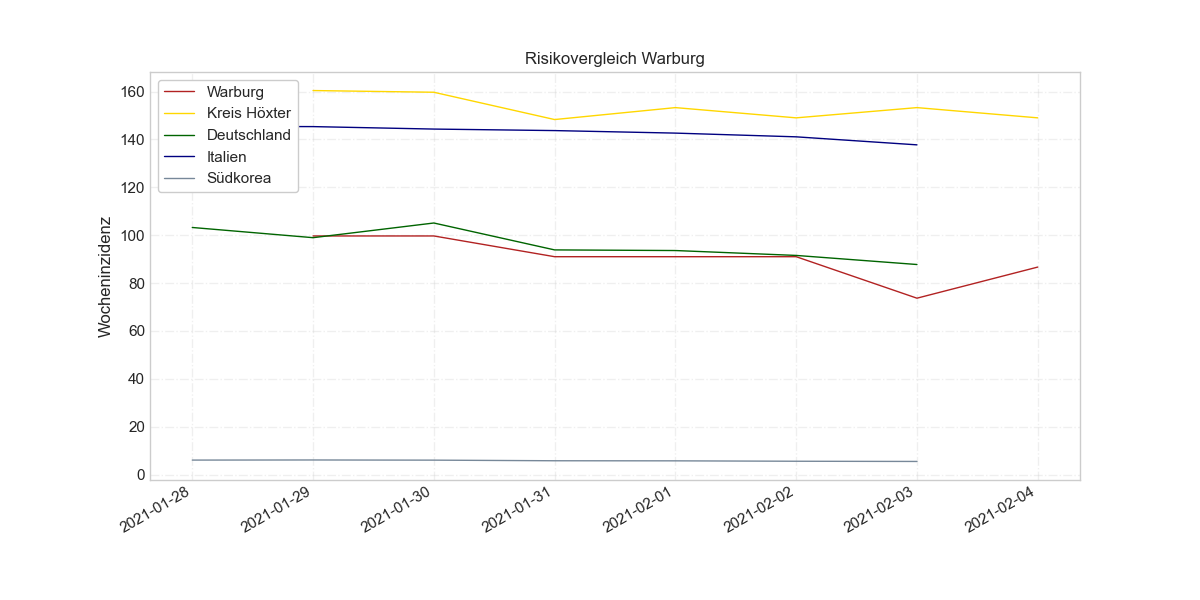 Risikovergleich Warburg
Warburg
Kreis Höxter
Deutschland
Italien
Südkorea
Wocheninzidenz
160
140
120
100
80
60
40
20
0
2021-01-28
2021-01-29
2021-01-30
2021-01-31
2021-02-01
2021-02-02
2021-02-03
2021-02-04